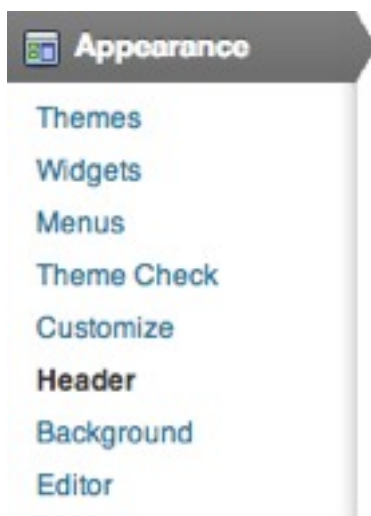 Appearance
Themes
Widgets
Menus
Theme Check
Customize
Header
Background
Editor